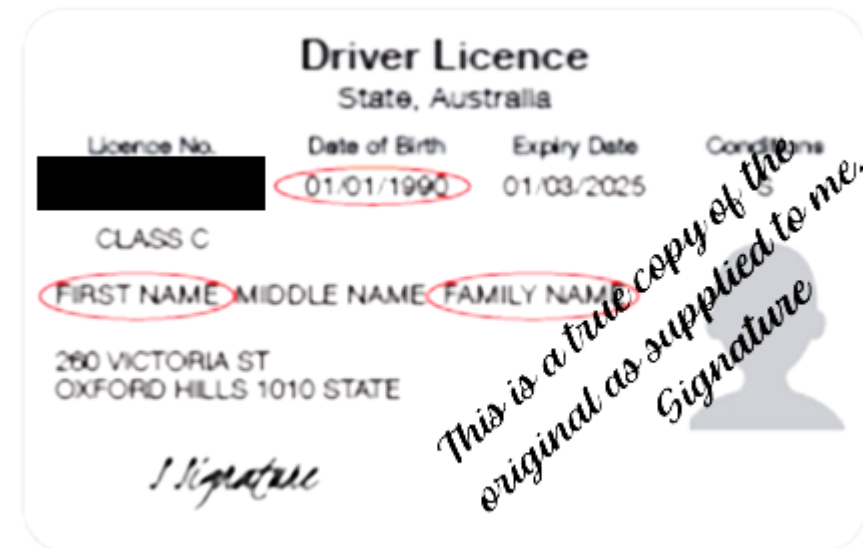 Driver Licence
State, Australia
Licence No. Date of Birth Expiry Date Conditions
01/01/1990 01/03/2025 S
CLASS C
FIRST NAME MIDDLE NAME FAMILY NAME
260 VICTORIA ST
OXFORD HILLS 1010 STATE
This is a true copy of the
original as supplied to me.
Signature
S Signature